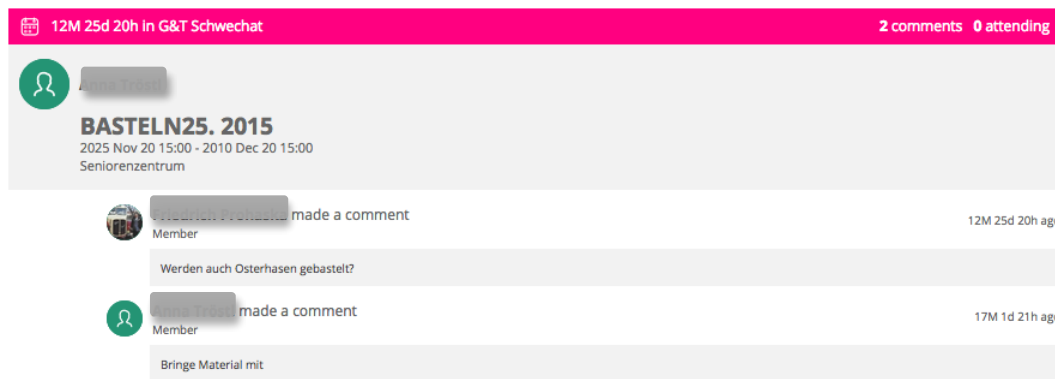 12M 25d 20h in G&T Schwechat
2 comments 0 attending
BASTELN25. 2015
2025 Nov 20 15:00 - 2010 Dec 20 15:00
Seniorenzentrum
made a comment
12M 25d 20h ago
Member
Werden auch Osterhasen gebastelt?
made a comment
17M 1d 21h ago
Member
Bringe Material mit